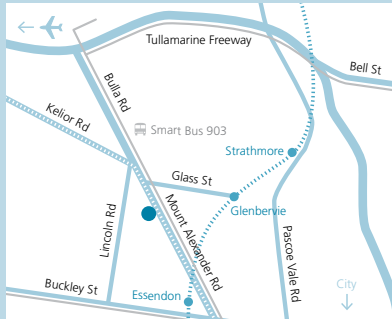 Tullamarine Freeway
Bell St
Bulla Rd
Kelior Rd
Smart Bus 903
Strathmore
Glass St
Glenbervie
Mount Alexander Rd
Lincoln Rd
Pascoe Vale Rd
Buckley St
Essendon
City